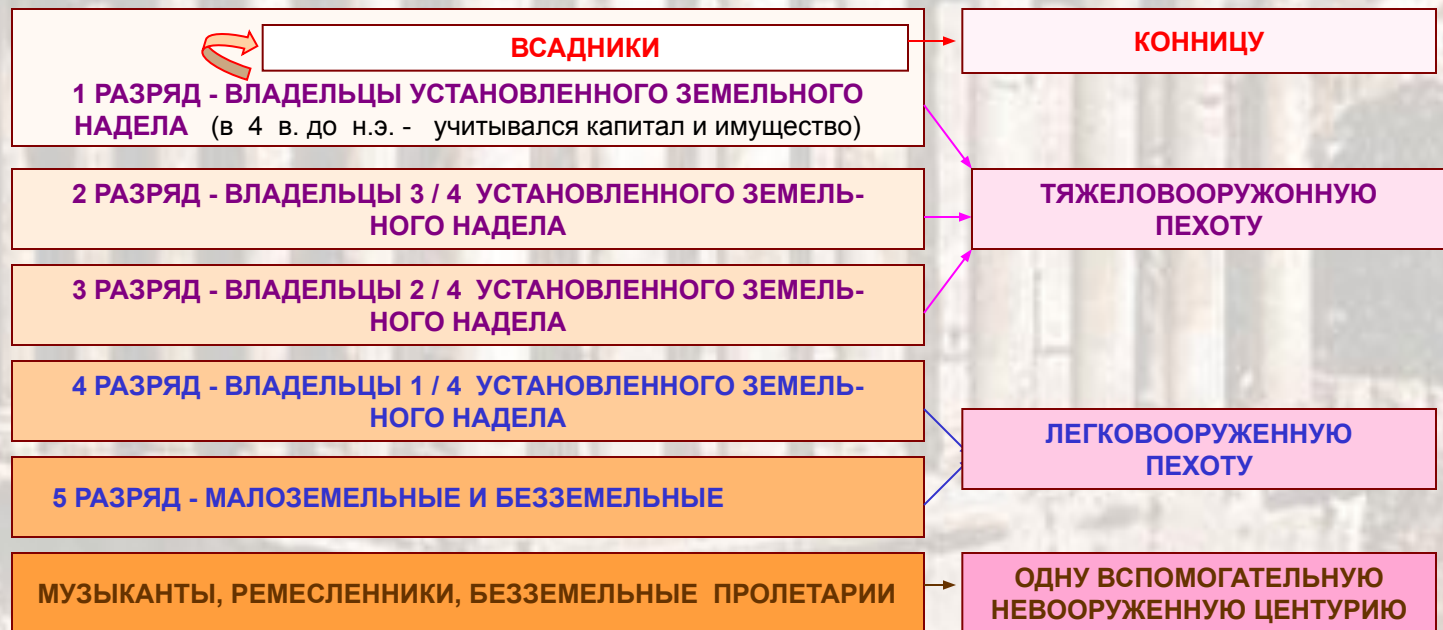 ВСАДНИКИ
КОННИЦУ
1 РАЗРЯД - ВЛАДЕЛЬЦЫ УСТАНОВЛЕННОГО ЗЕМЕЛЬНОГО
НАДЕЛА (в 4 в. до н.э. - учитывался капитал и имущество)
2 РАЗРЯД - ВЛАДЕЛЬЦЫ 3 / 4 УСТАНОВЛЕННОГО ЗЕМЕЛЬ-
НОГО НАДЕЛА
ТЯЖЕЛОВООРУЖОННУЮ
ПЕХОТУ
3 РАЗРЯД - ВЛАДЕЛЬЦЫ 2 / 4 УСТАНОВЛЕННОГО ЗЕМЕЛЬ-
НОГО НАДЕЛА
4 РАЗРЯД - ВЛАДЕЛЬЦЫ 1 / 4 УСТАНОВЛЕННОГО ЗЕМЕЛЬ-
НОГО НАДЕЛА
ЛЕГКОВООРУЖЕННУЮ
ПЕХОТУ
5 РАЗРЯД - МАЛОЗЕМЕЛЬНЫЕ И БЕЗЗЕМЕЛЬНЫЕ
МУЗЫКАНТЫ, РЕМЕСЛЕННИКИ, БЕЗЗЕМЕЛЬНЫЕ ПРОЛЕТАРИИ
ОДНУ ВСПОМОГАТЕЛЬНУЮ
НЕВООРУЖЕННУЮ ЦЕНТУРИЮ